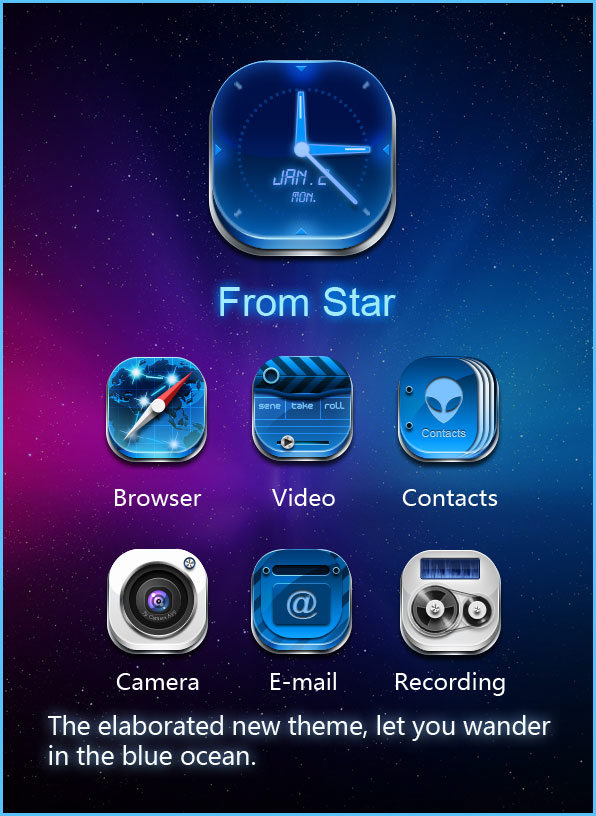 JAN. 2
MON.
From Star
sene take roll
Contacts
Browser
Video
Contacts
Camera
E-mail
Recording
The elaborated new theme, let you wander
in the blue ocean.